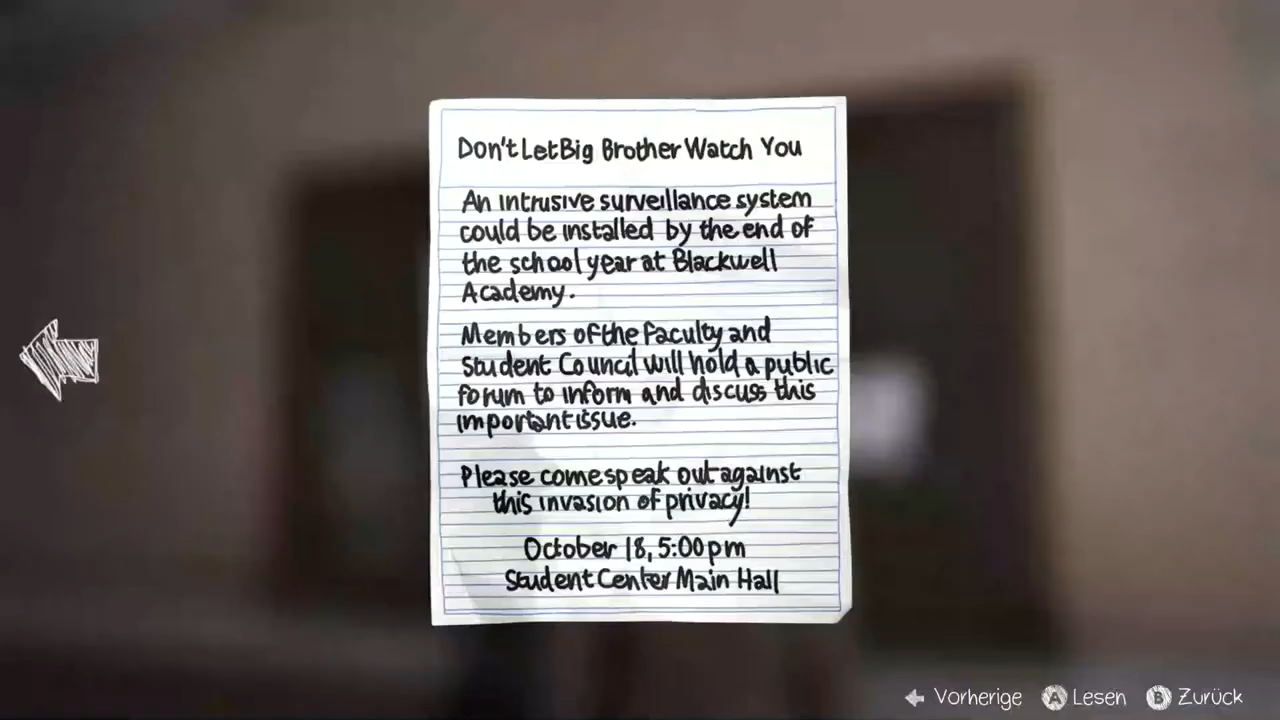 Don't Let Big Brother Watch You
An intrusive surveillance system
could be installed by the end of
the school year at Blackwell
Academy.
Members of the faculty and
Student Council will hold a public
forum to inform and discuss this
important issue.
Please come speak out against
this invasion of privacy!
October 18, 5:00pm
Student Center Main Hall
Vorherige A Lesen B Zurück